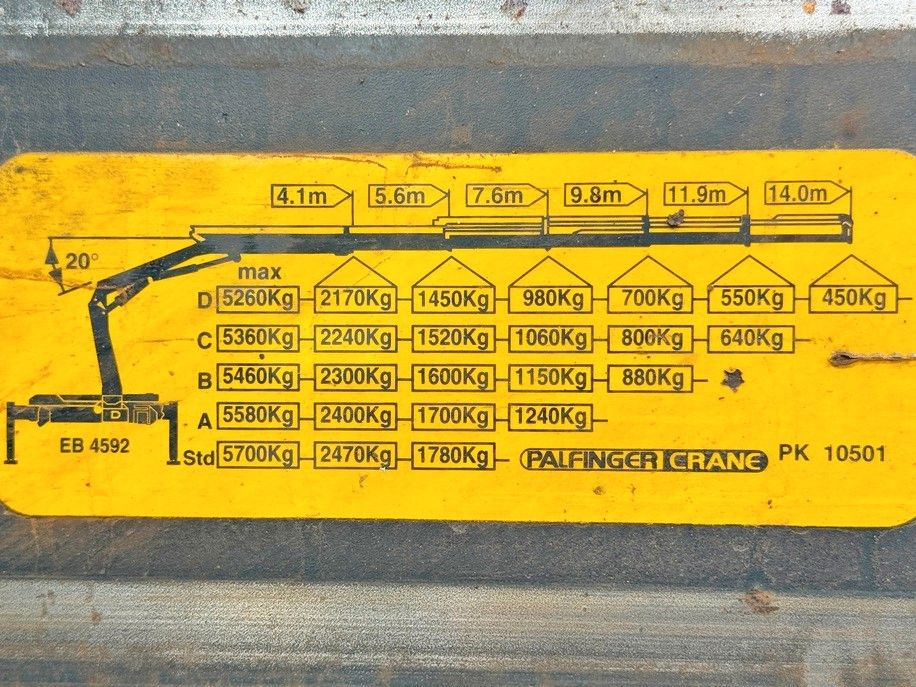 4.1m 5.6m 7.6m 9.8m 11.9m 14.0m
20°
max
D 5260Kg 2170Kg 1450Kg 980Kg 700Kg 550Kg 450Kg
C 5360Kg 2240Kg 1520Kg 1060Kg 800Kg 640Kg
B 5460Kg 2300Kg 1600Kg 1150Kg 880Kg
D
A 5580Kg 2400Kg 1700Kg 1240Kg
EB 4592
Std 5700Kg 2470Kg 1780Kg PALFINGER CRANE PK 10501